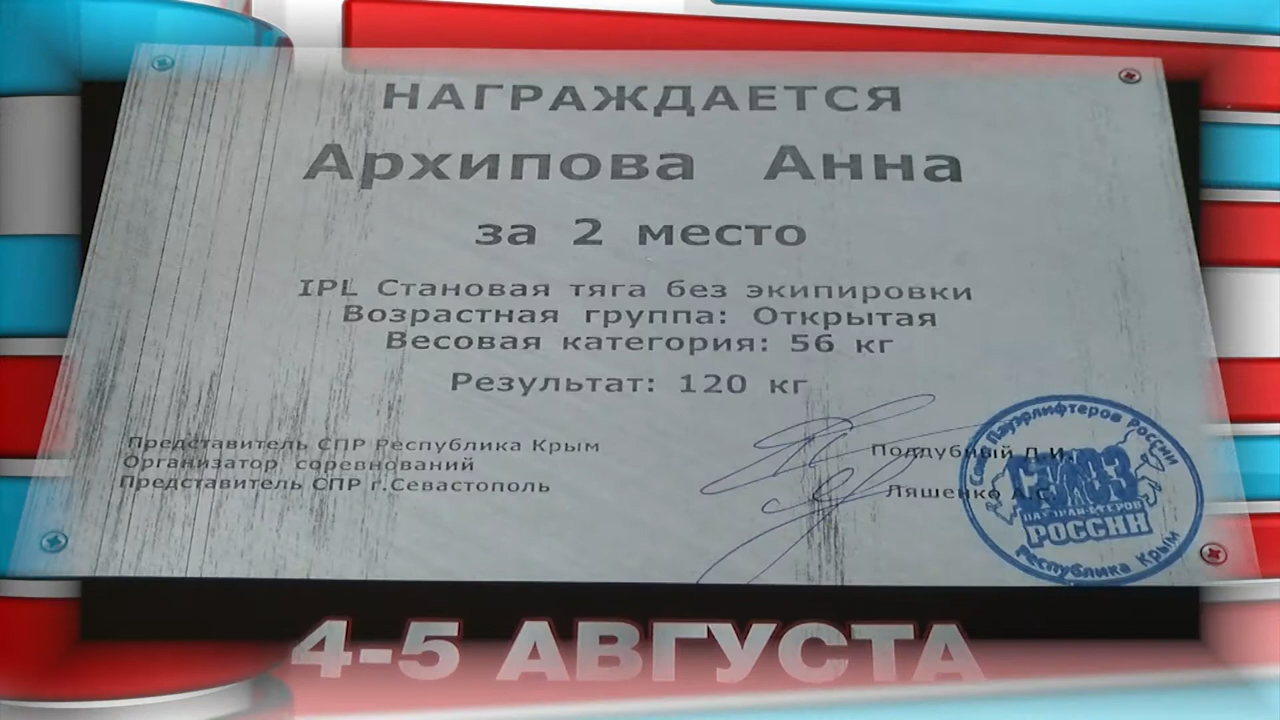 НАГРАЖДАЕТСЯ
Архипова Анна
за 2 место
IPL Становая тяга без экипировки
Возрастная группа: Открытая
Весовая категория: 56 кг
Результат: 120 кг
Представитель СПР Республика Крым
Поддубный Д.И.
Организатор соревнований
Представитель СПР г.Севастополь
Ляшенко А.С.
Союз Пауэрлифтеров России
СОЮЗ
ПАУЭРЛИФТЕРОВ
РОССИИ
Республика Крым
4-5 АВГУСТА